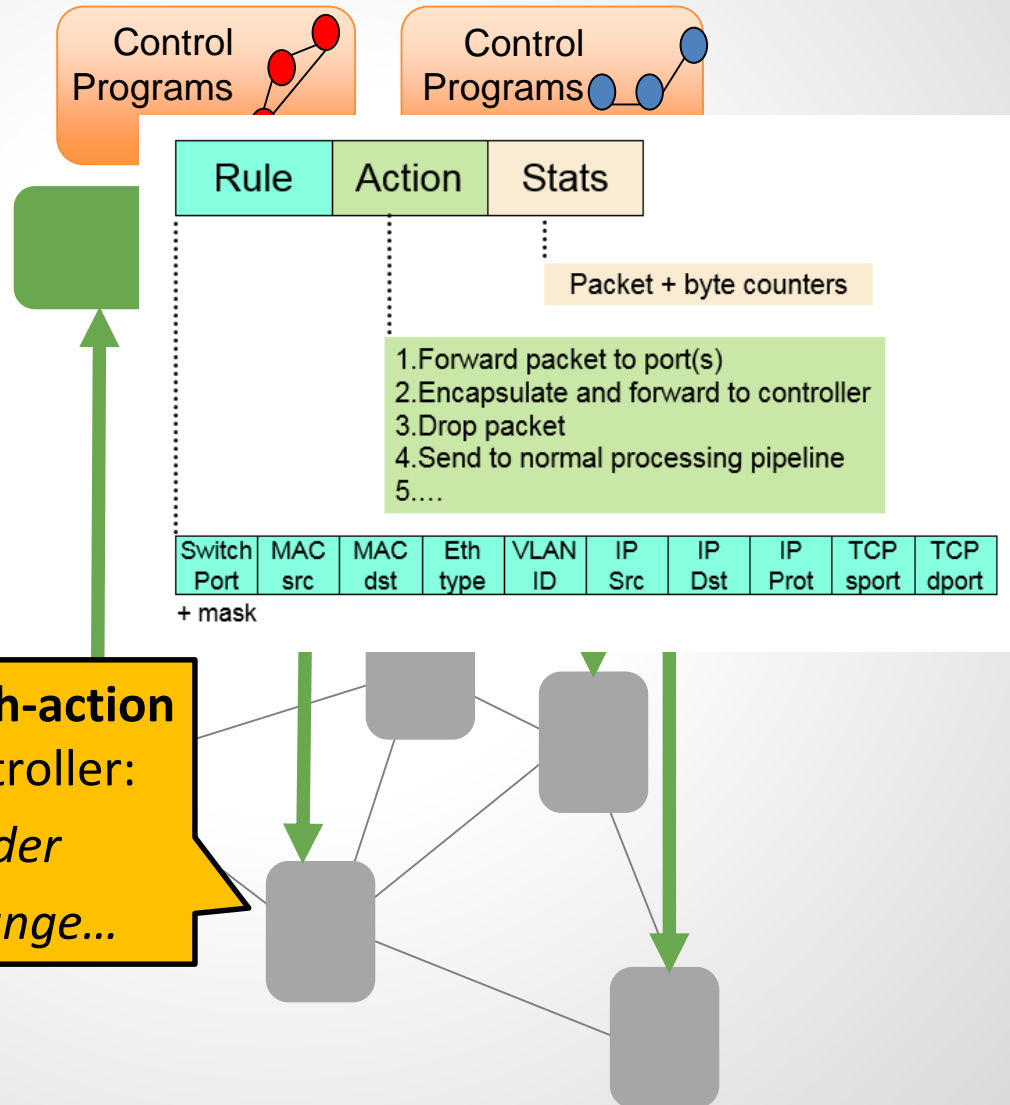 Control
Programs
Control
Programs
Rule Action Stats
Packet + byte counters
1.Forward packet to port(s)
2.Encapsulate and forward to controller
3.Drop packet
4.Send to normal processing pipeline
5.…
Switch Port MAC src MAC dst Eth type VLAN ID IP Src IP Dst IP Prot TCP sport TCP dport
+ mask
h-action
troller:
der
nge…